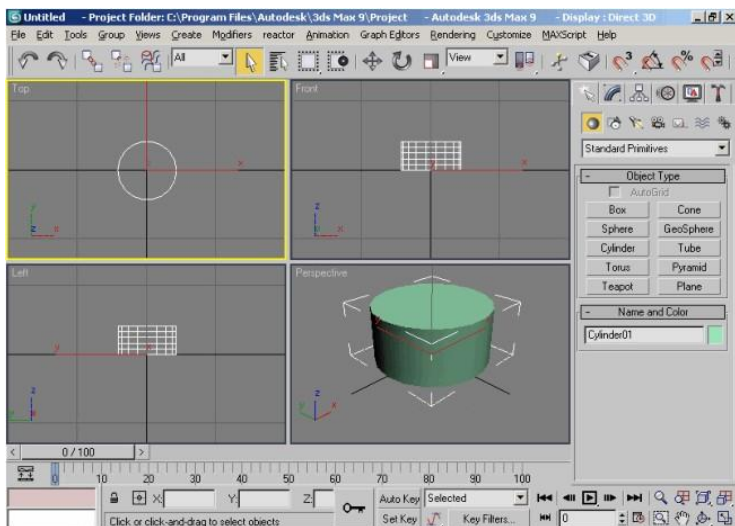 Untitled - Project Folder: C:\Program Files\Autodesk\3ds Max 9\Project - Autodesk 3ds Max 9 - Display : Direct 3D
File Edit Tools Group Views Create Modifiers reactor Animation Graph Editors Rendering Customize MAXScript Help
All View
Top Front
x x
y z
z x x
Standard Primitives
- Object Type
AutoGrid
Box Cone
Sphere GeoSphere
Cylinder Tube
Torus Pyramid
Teapot Plane
- Name and Color
Cylinder01
Left Perspective
y x
z z
y x
< 0 / 100 >
0 10 20 30 40 50 60 70 80 90 100
X: Y: Z: Auto Key Selected
Click or click-and-drag to select objects Set Key Key Filters... 0